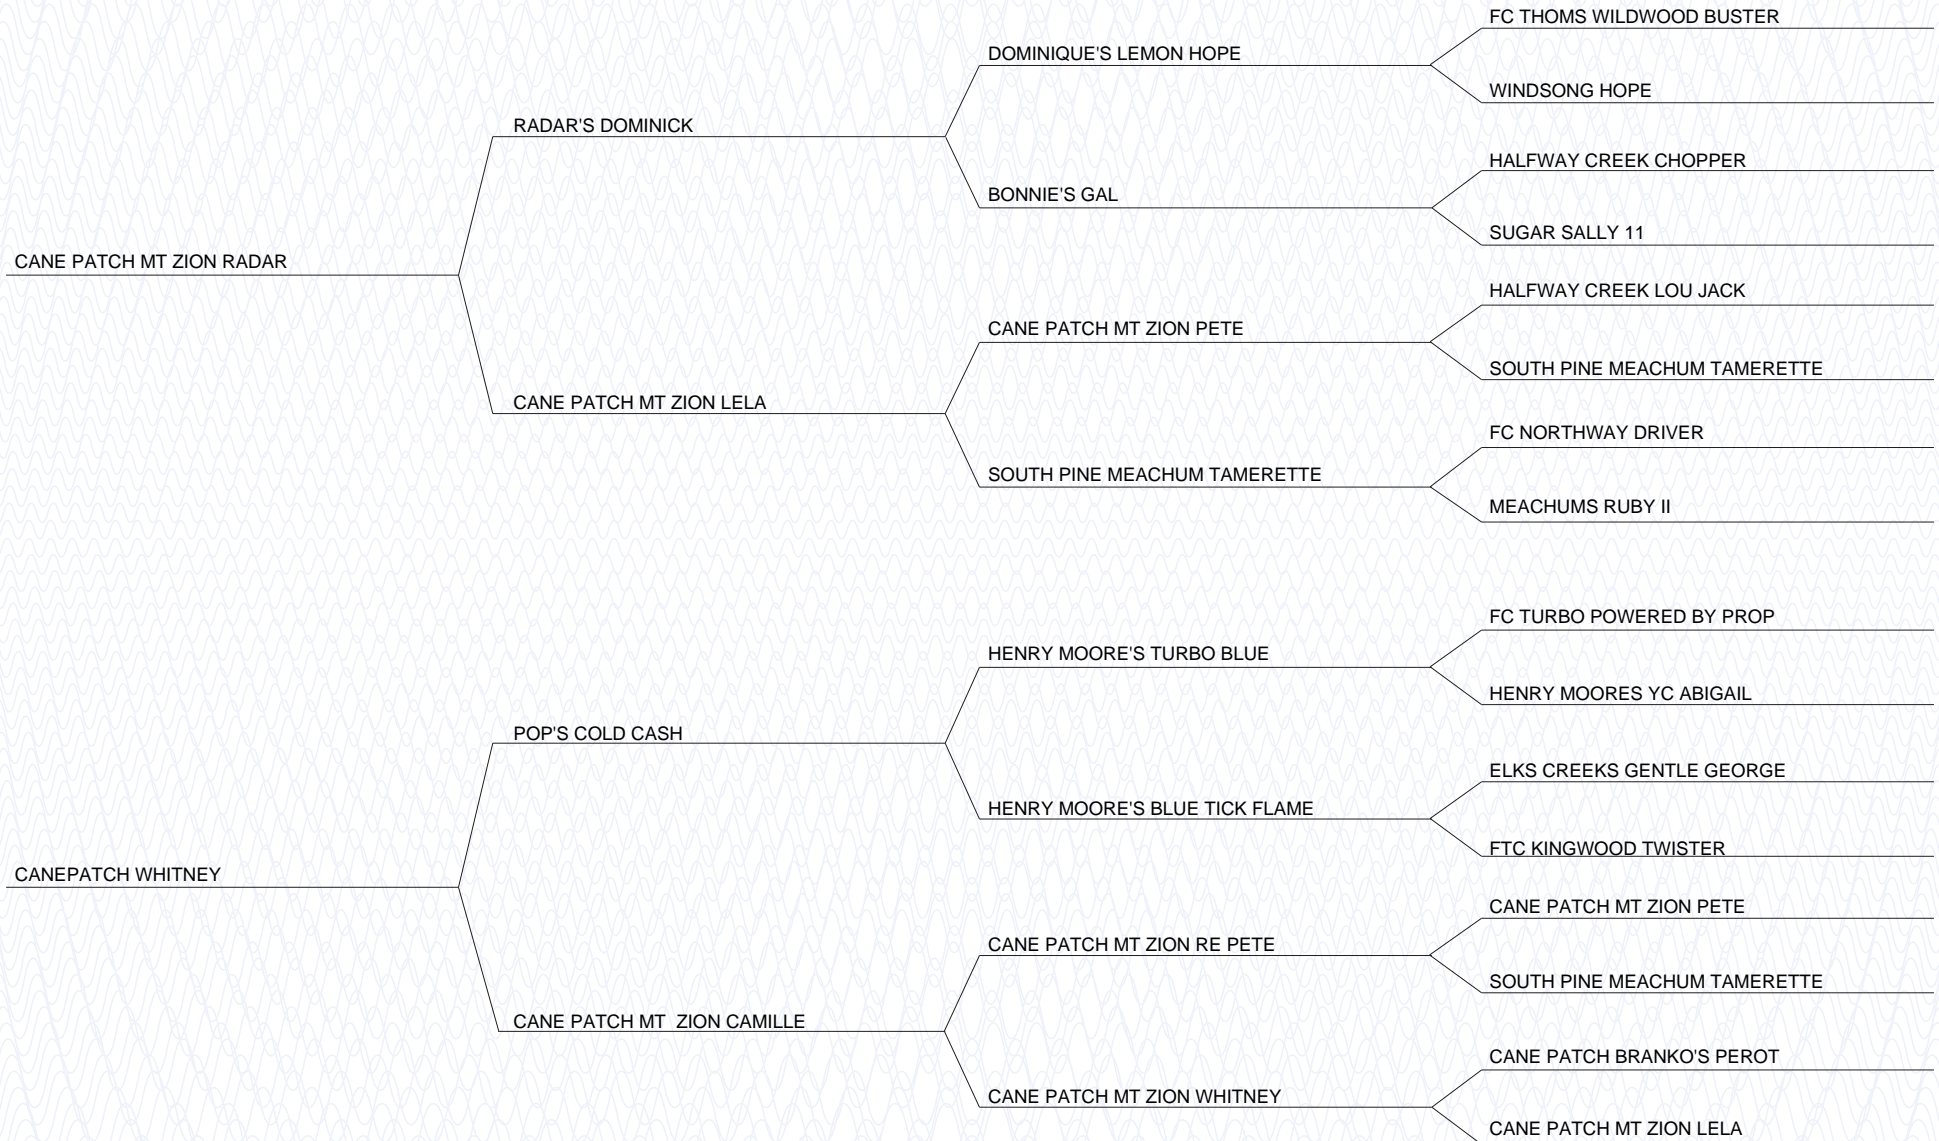 FC THOMS WILDWOOD BUSTER
DOMINIQUE'S LEMON HOPE
WINDSONG HOPE
RADAR'S DOMINICK
HALFWAY CREEK CHOPPER
BONNIE'S GAL
SUGAR SALLY 11
CANE PATCH MT ZION RADAR
HALFWAY CREEK LOU JACK
CANE PATCH MT ZION PETE
SOUTH PINE MEACHUM TAMERETTE
CANE PATCH MT ZION LELA
FC NORTHWAY DRIVER
SOUTH PINE MEACHUM TAMERETTE
MEACHUMS RUBY II
FC TURBO POWERED BY PROP
HENRY MOORE'S TURBO BLUE
HENRY MOORES YC ABIGAIL
POP'S COLD CASH
ELKS CREEKS GENTLE GEORGE
HENRY MOORE'S BLUE TICK FLAME
FTC KINGWOOD TWISTER
CANEPATCH WHITNEY
CANE PATCH MT ZION PETE
CANE PATCH MT ZION RE PETE
SOUTH PINE MEACHUM TAMERETTE
CANE PATCH MT  ZION CAMILLE
CANE PATCH BRANKO'S PEROT
CANE PATCH MT ZION WHITNEY
CANE PATCH MT ZION LELA